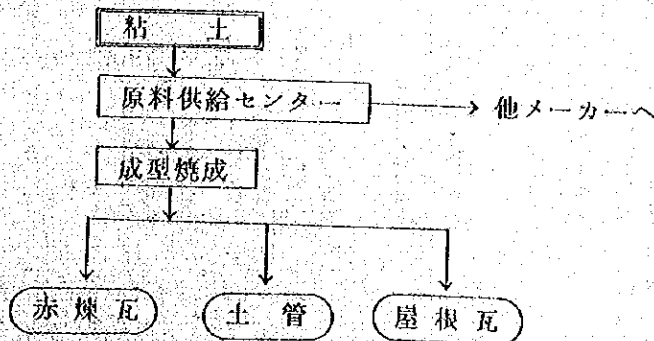 粘土
原料供給センター
他メーカーへ
成型焼成
赤煉瓦
土管
屋根瓦